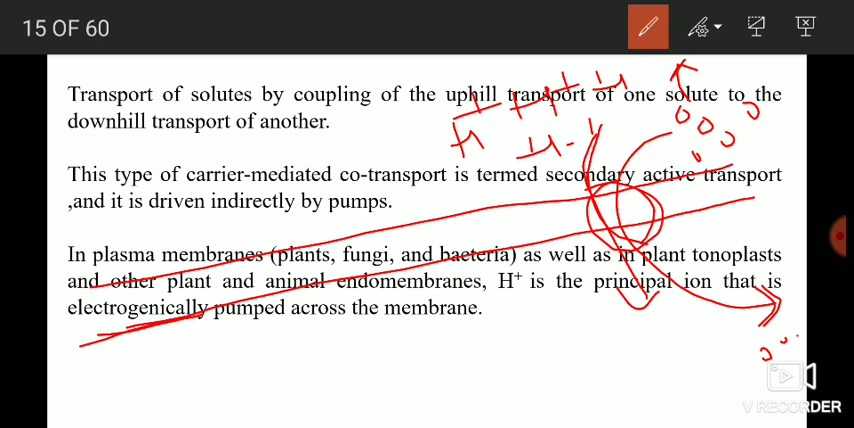 15 OF 60
Transport of solutes by coupling of the uphill transport of one solute to the
downhill transport of another.
This type of carrier-mediated co-transport is termed secondary active transport
,and it is driven indirectly by pumps.
In plasma membranes (plants, fungi, and bacteria) as well as in plant tonoplasts
and other plant and animal endomembranes, H⁺ is the principal ion that is
electrogenically pumped across the membrane.
V RECORDER